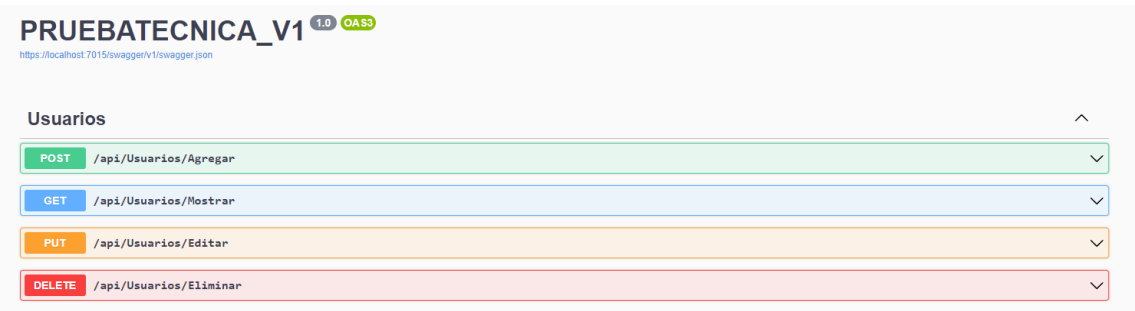 PRUEBATECNICA_V1 1.0 OAS3
https://localhost:7015/swagger/v1/swagger.json
Usuarios
POST /api/Usuarios/Agregar
GET /api/Usuarios/Mostrar
PUT /api/Usuarios/Editar
DELETE /api/Usuarios/Eliminar